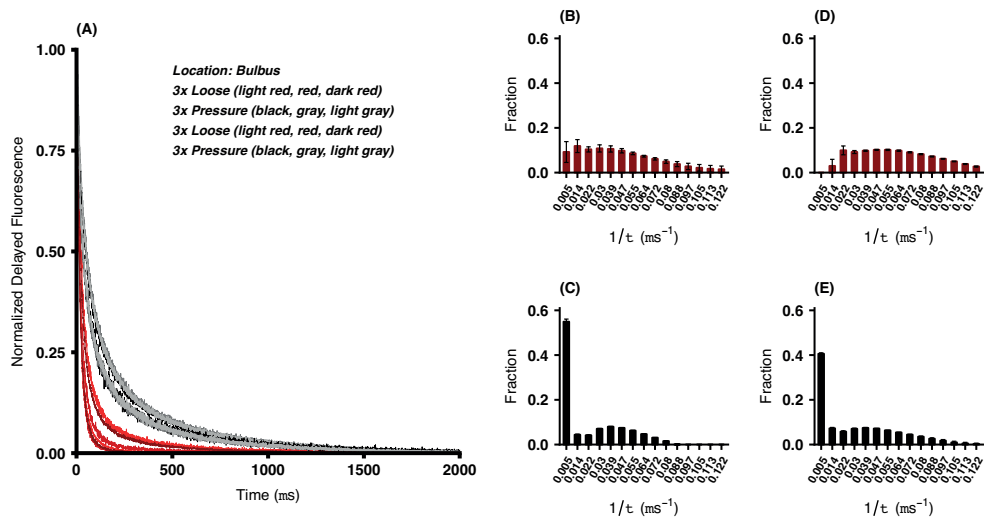 (A)
Normalized Delayed Fluorescence
1.00
0.75
0.50
0.25
0.00
Location: Bulbus
3x Loose (light red, red, dark red)
3x Pressure (black, gray, light gray)
3x Loose (light red, red, dark red)
3x Pressure (black, gray, light gray)
0 500 1000 1500 2000
Time (ms)
(B)
Fraction
0.6
0.4
0.2
0.0
0.005 0.014 0.022 0.03 0.039 0.047 0.055 0.064 0.072 0.08 0.088 0.097 0.105 0.113 0.122
1/t (ms⁻¹)
(D)
Fraction
0.6
0.4
0.2
0.0
0.005 0.014 0.022 0.03 0.039 0.047 0.055 0.064 0.072 0.08 0.088 0.097 0.105 0.113 0.122
1/t (ms⁻¹)
(C)
Fraction
0.6
0.4
0.2
0.0
0.005 0.014 0.022 0.03 0.039 0.047 0.055 0.064 0.072 0.08 0.088 0.097 0.105 0.113 0.122
1/t (ms⁻¹)
(E)
Fraction
0.6
0.4
0.2
0.0
0.005 0.014 0.022 0.03 0.039 0.047 0.055 0.064 0.072 0.08 0.088 0.097 0.105 0.113 0.122
1/t (ms⁻¹)